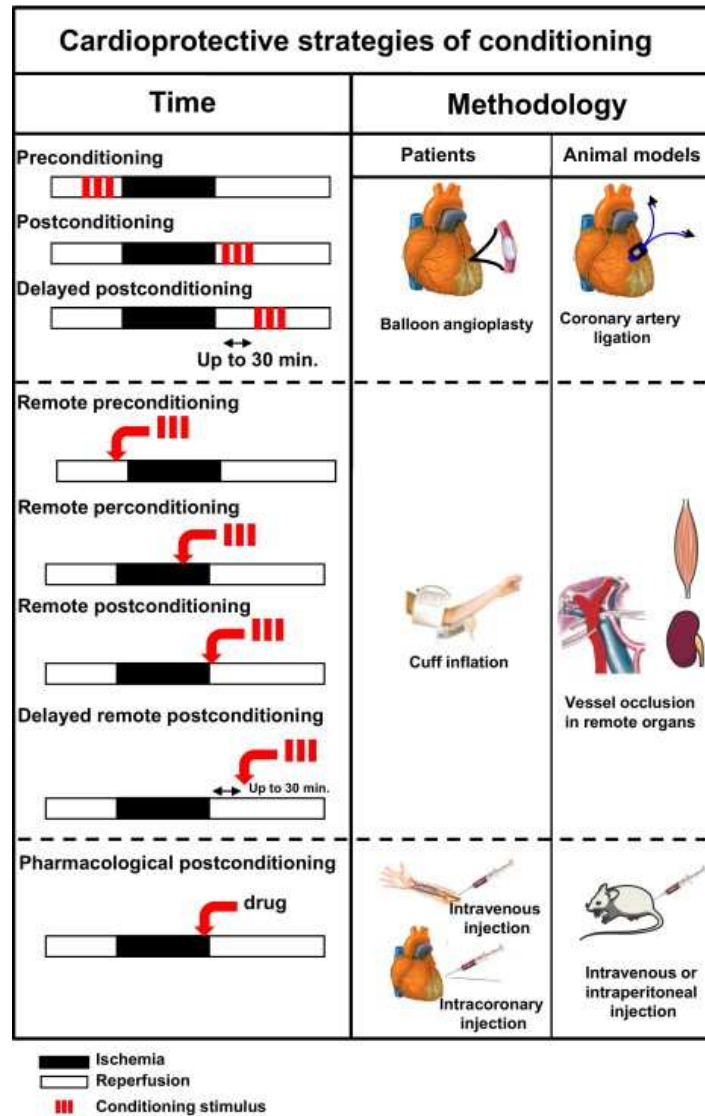 Cardioprotective strategies of conditioning
Time
Methodology
Patients
Animal models
Preconditioning
Postconditioning
Delayed postconditioning
Up to 30 min.
Balloon angioplasty
Coronary artery
ligation
Remote preconditioning
Remote perconditioning
Remote postconditioning
Delayed remote postconditioning
Up to 30 min.
Cuff inflation
Vessel occlusion
in remote organs
Pharmacological postconditioning
drug
Intravenous
injection
Intracoronary
injection
Intravenous or
intraperitoneal
injection
Ischemia
Reperfusion
Conditioning stimulus